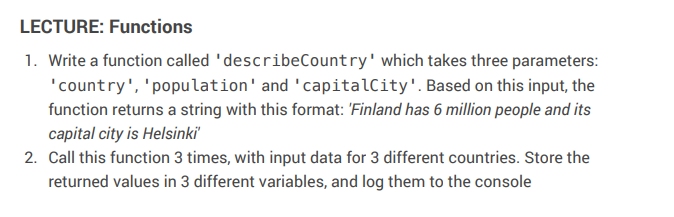 LECTURE: Functions
1. Write a function called 'describeCountry' which takes three parameters:
'country', 'population' and 'capitalCity'. Based on this input, the
function returns a string with this format: 'Finland has 6 million people and its
capital city is Helsinki'
2. Call this function 3 times, with input data for 3 different countries. Store the
returned values in 3 different variables, and log them to the console